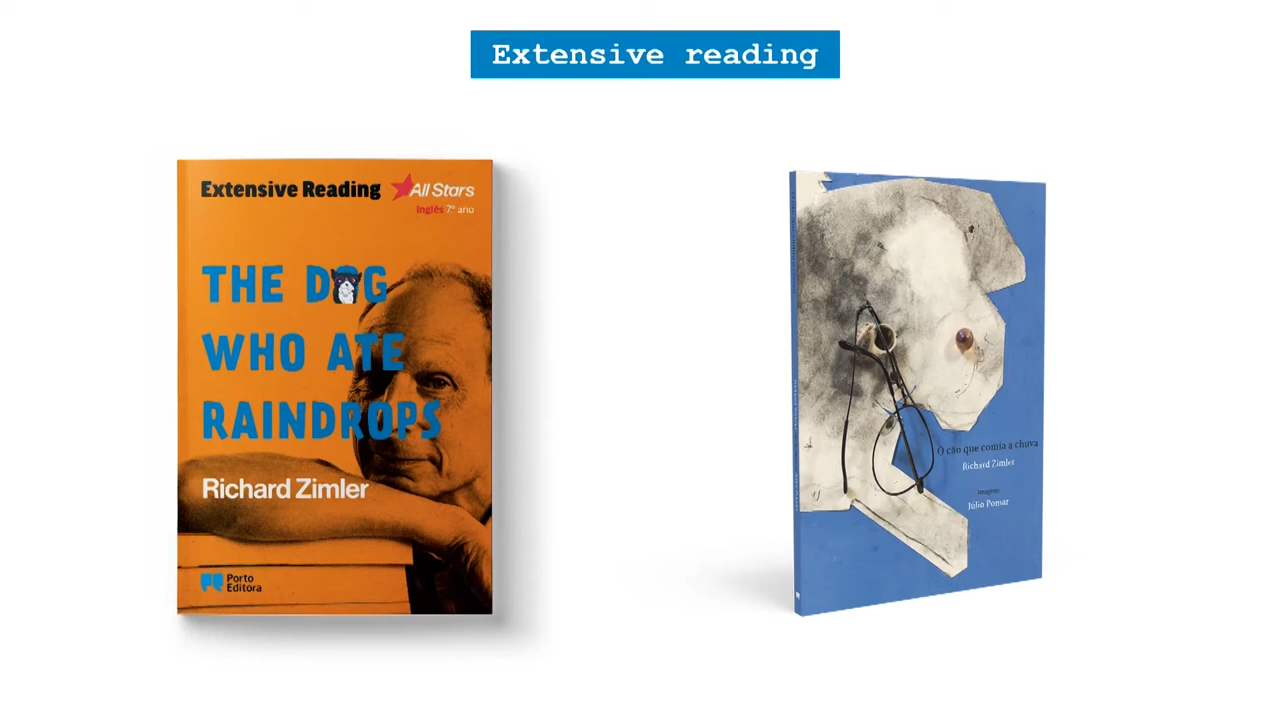 Extensive reading
Extensive Reading
All Stars
Inglês 7.º ano
THE DOG
WHO ATE
RAINDROPS
Richard Zimler
Porto
Editora
O cão que comia a chuva
Richard Zimler
imagens
Júlio Pomar